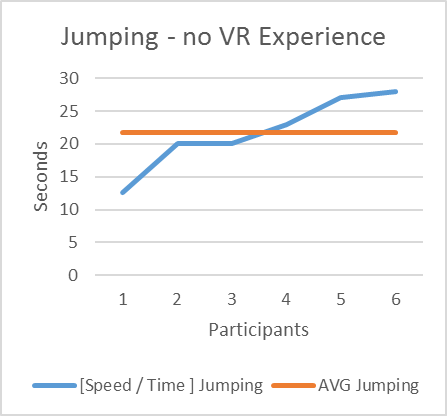 Jumping - no VR Experience
30
25
20
15
10
5
0
Seconds
1 2 3 4 5 6
Participants
[Speed / Time ] Jumping AVG Jumping